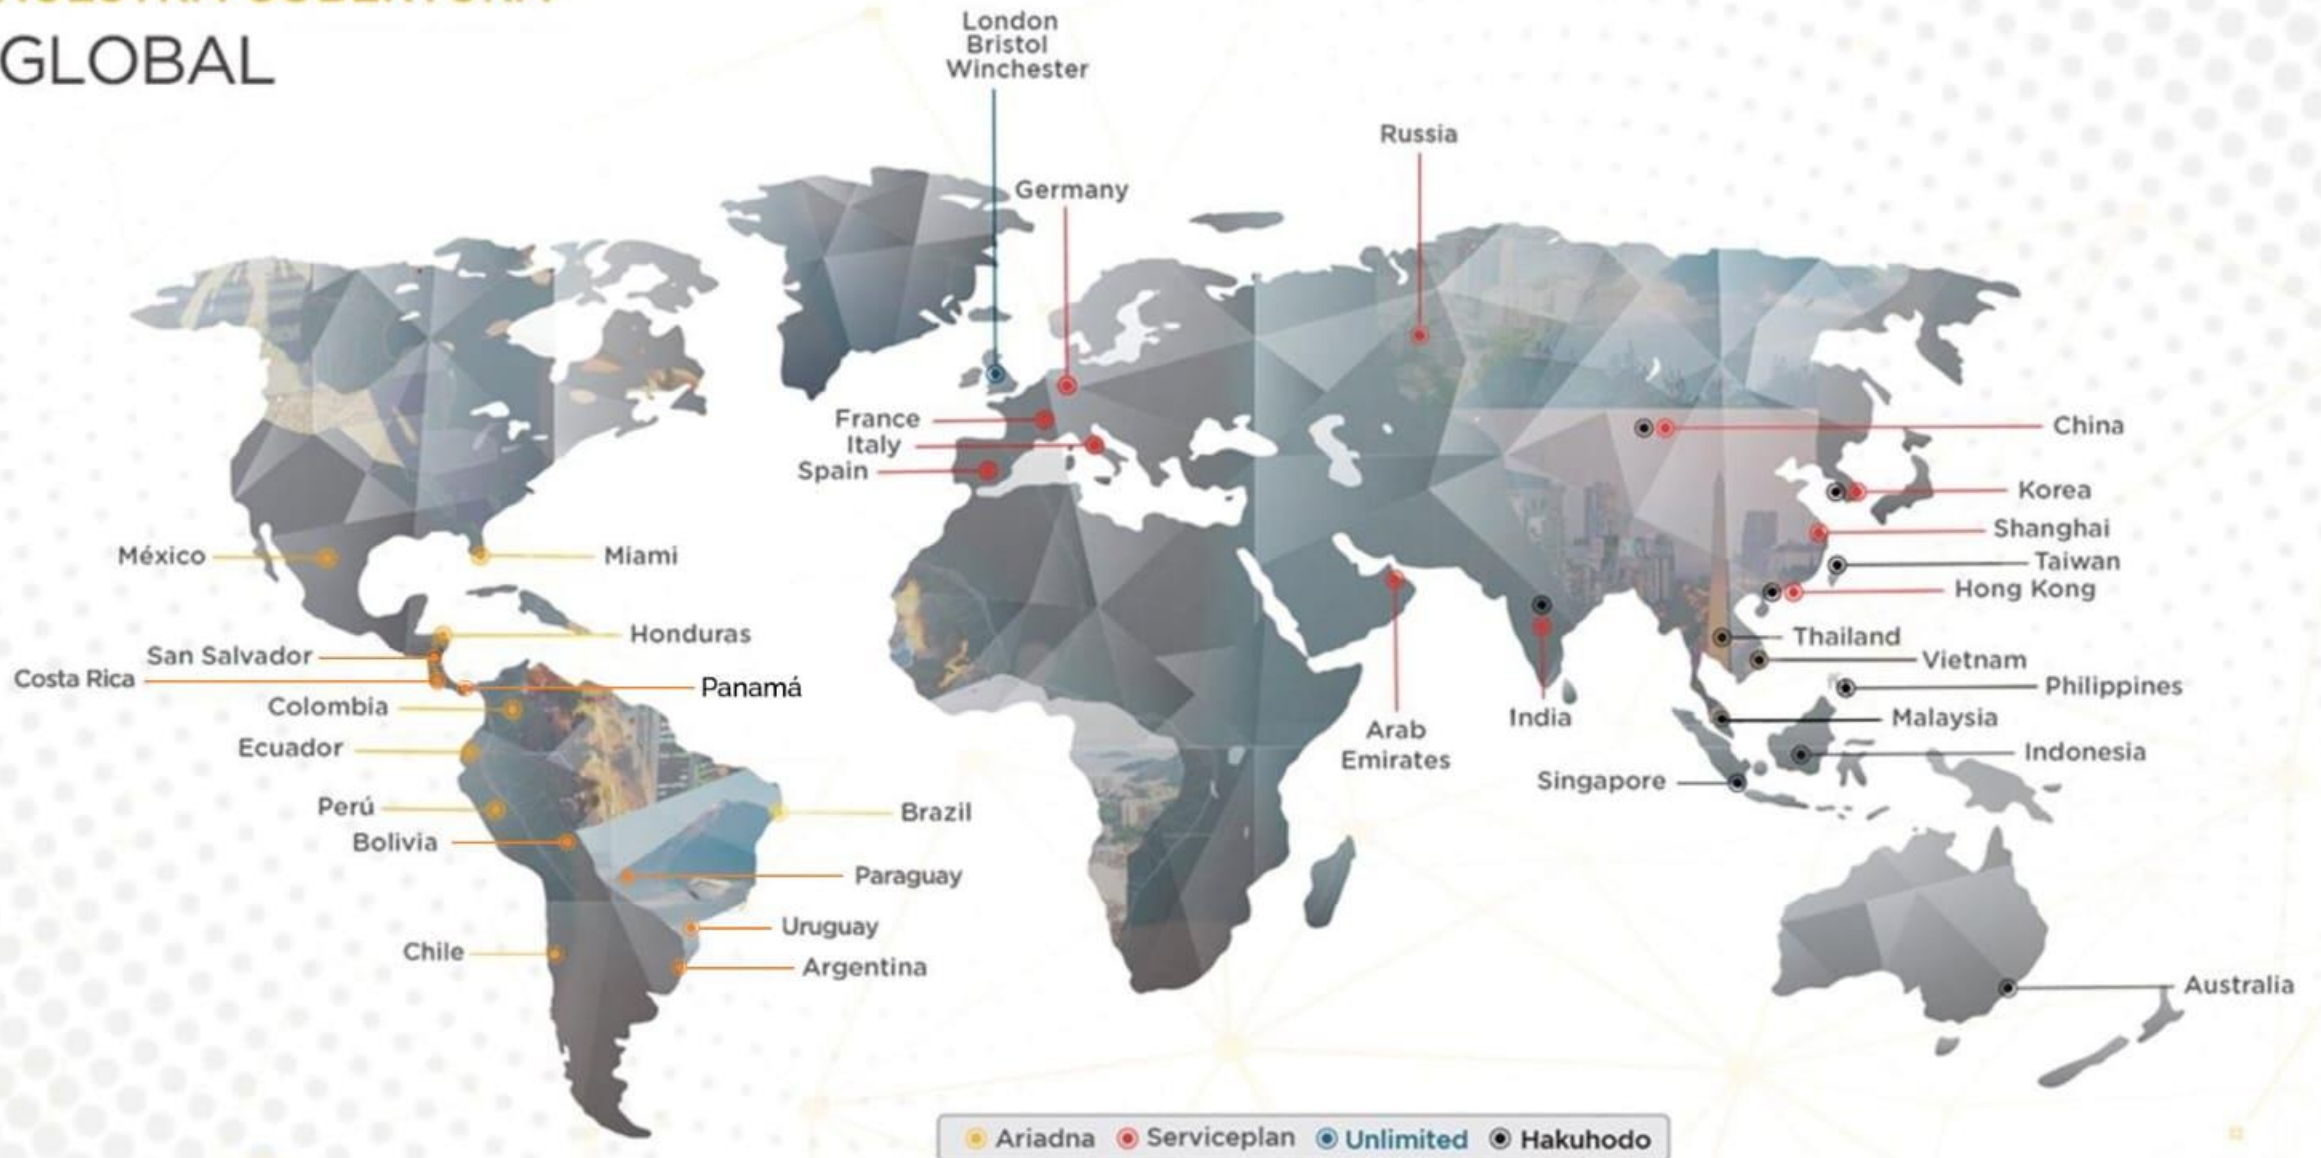 GLOBAL
London
Bristol
Winchester
Russia
Germany
France
Italy
Spain
China
Korea
Shanghai
Taiwan
Hong Kong
Thailand
Vietnam
Philippines
Malaysia
Indonesia
Singapore
India
Arab
Emirates
México
Miami
Honduras
San Salvador
Costa Rica
Panamá
Colombia
Ecuador
Perú
Brazil
Bolivia
Paraguay
Uruguay
Chile
Argentina
Australia
Ariadna Serviceplan Unlimited Hakuhodo